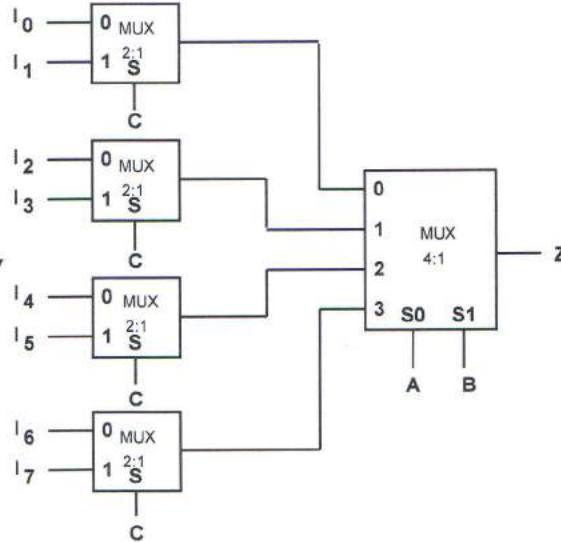 I0 0 MUX
I1 1 2:1
S
C
I2 0 MUX
I3 1 2:1
S
C
I4 0 MUX
I5 1 2:1
S
C
I6 0 MUX
I7 1 2:1
S
C
0
1
2
3
MUX
4:1
S0 S1
A B
Z